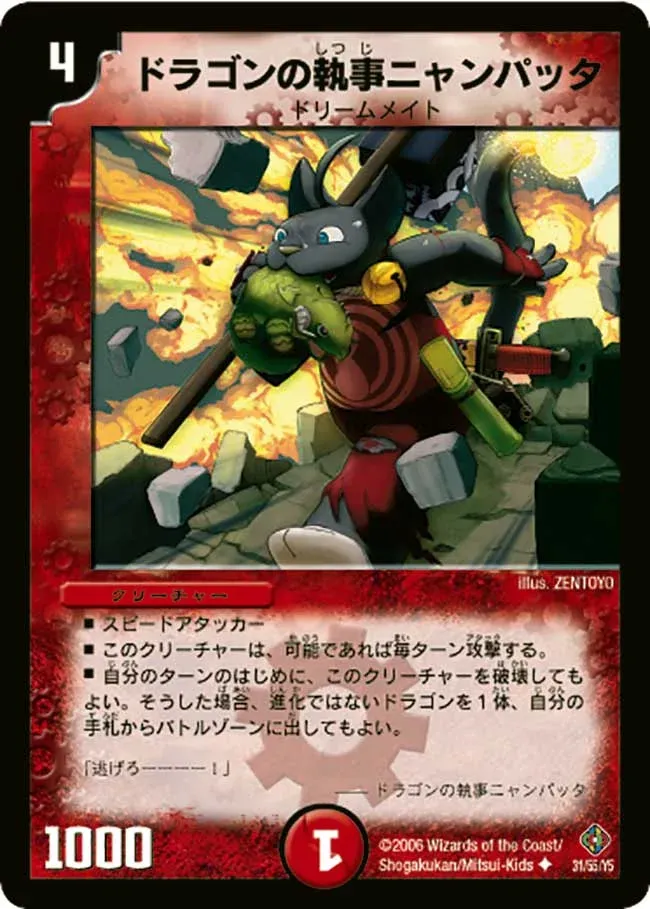 4
ドラゴンの執事ニャンパッタ
しつじ
ドリームメイト
illus. ZENTOYO
クリーチャー
■ スピードアタッカー
■ このクリーチャーは、可能であれば毎ターン攻撃する。
■ 自分のターンのはじめに、このクリーチャーを破壊しても
よい。そうした場合、進化ではないドラゴンを1体、自分の
手札からバトルゾーンに出してもよい。
「逃げろーーーー!」
── ドラゴンの執事ニャンパッタ
1000
1
©2006 Wizards of the Coast/
Shogakukan/Mitsui-Kids ◆
31/55/Y5